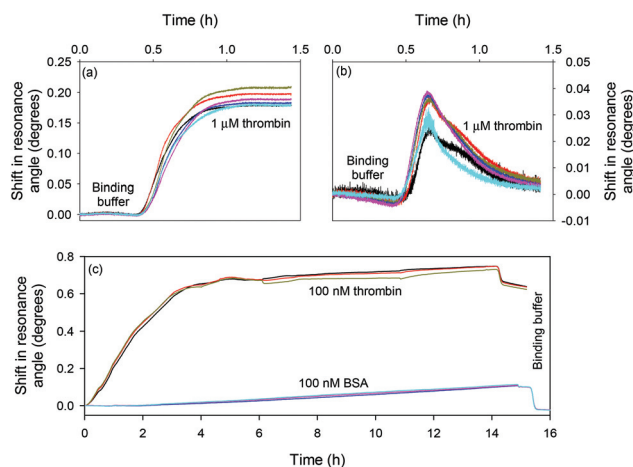 Time (h)
Time (h)
0.0 0.5 1.0 1.5
0.0 0.5 1.0 1.5
(a)
(b)
0.25
0.20
0.15
0.10
0.05
0.00
0.05
0.04
0.03
0.02
0.01
0.00
-0.01
Shift in resonance
angle (degrees)
1 µM thrombin
Binding
buffer
1 µM thrombin
Binding
buffer
Shift in resonance
angle (degrees)
(c)
0.8
0.6
0.4
0.2
0.0
Shift in resonance
angle (degrees)
100 nM thrombin
100 nM BSA
Binding buffer
0 2 4 6 8 10 12 14 16
Time (h)